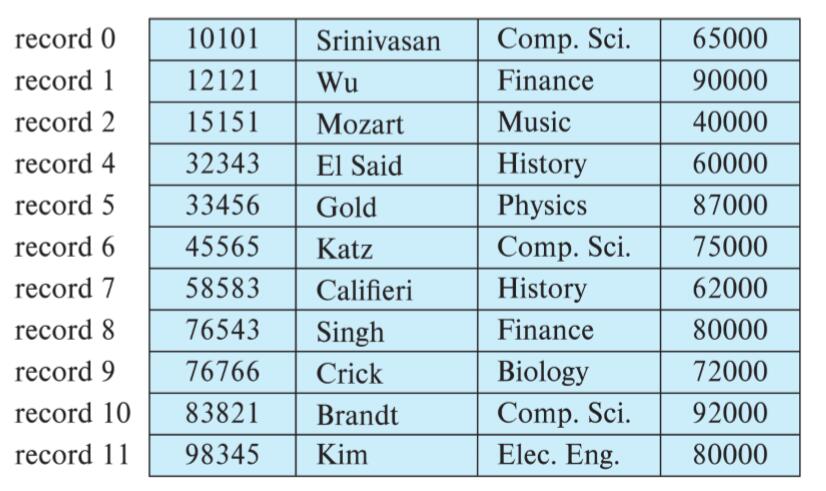 record 0 10101 Srinivasan Comp. Sci. 65000
record 1 12121 Wu Finance 90000
record 2 15151 Mozart Music 40000
record 4 32343 El Said History 60000
record 5 33456 Gold Physics 87000
record 6 45565 Katz Comp. Sci. 75000
record 7 58583 Califieri History 62000
record 8 76543 Singh Finance 80000
record 9 76766 Crick Biology 72000
record 10 83821 Brandt Comp. Sci. 92000
record 11 98345 Kim Elec. Eng. 80000